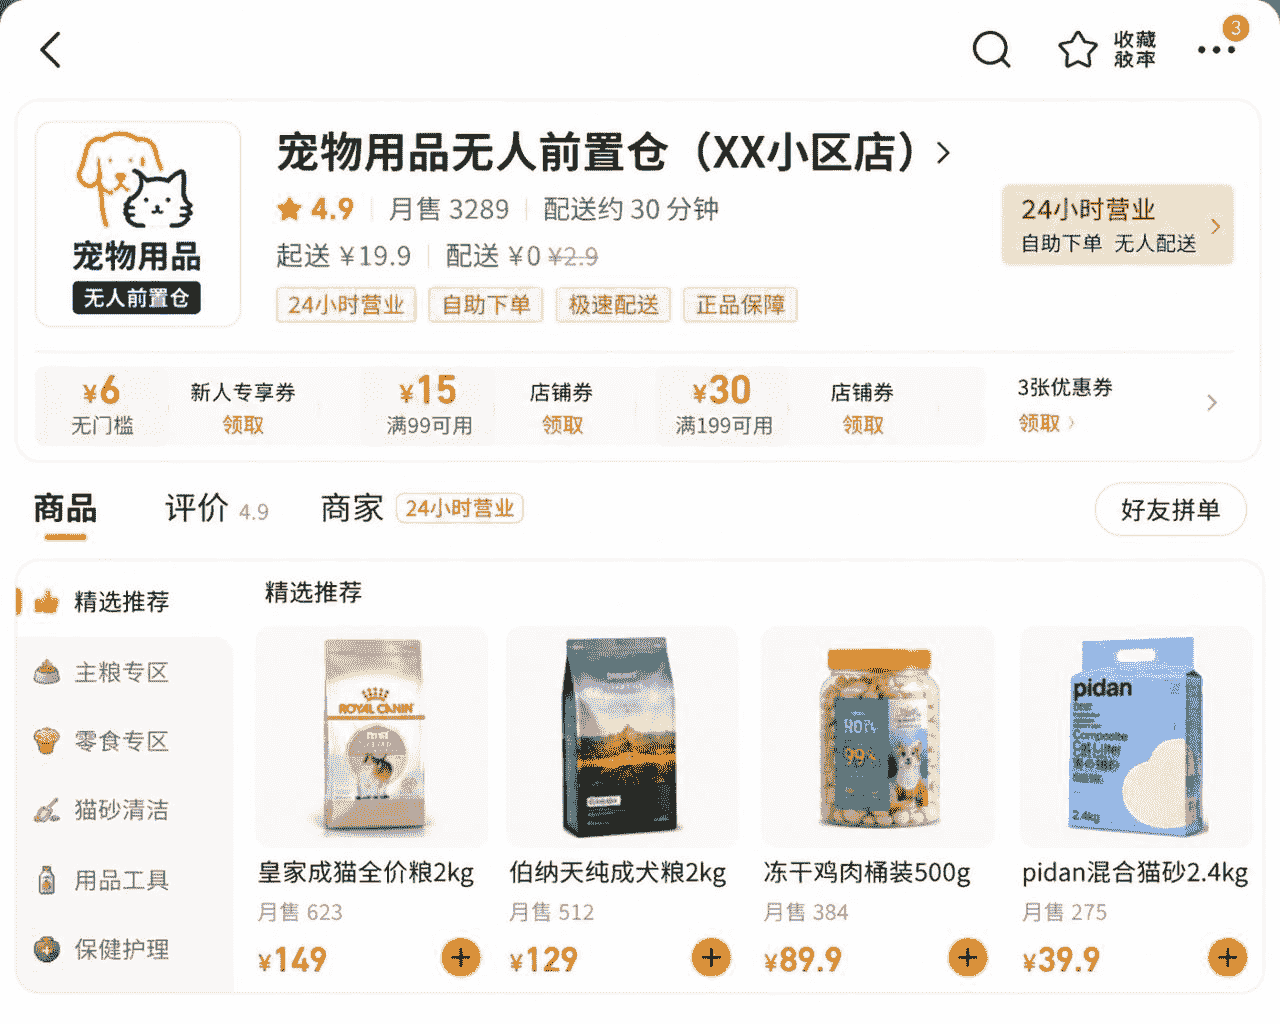 3
收藏
宠物用品无人前置仓（XX小区店）
4.9 月售 3289 配送约 30 分钟
起送 ¥19.9 配送 ¥0 ¥2.9
24小时营业 自助下单 极速配送 正品保障
24小时营业
自助下单 无人配送
宠物用品
无人前置仓
¥6 新人专享券 ¥15 店铺券 ¥30 店铺券 3张优惠券
无门槛 领取 满99可用 领取 满199可用 领取 领取
商品 评价 4.9 商家 24小时营业 好友拼单
精选推荐
主粮专区
零食专区
猫砂清洁
用品工具
保健护理
精选推荐
ROYAL CANIN
pidan
Composite
Cat Litter
2.4kg
皇家成猫全价粮2kg 伯纳天纯成犬粮2kg 冻干鸡肉桶装500g pidan混合猫砂2.4kg
月售 623 月售 512 月售 384 月售 275
¥149 ¥129 ¥89.9 ¥39.9